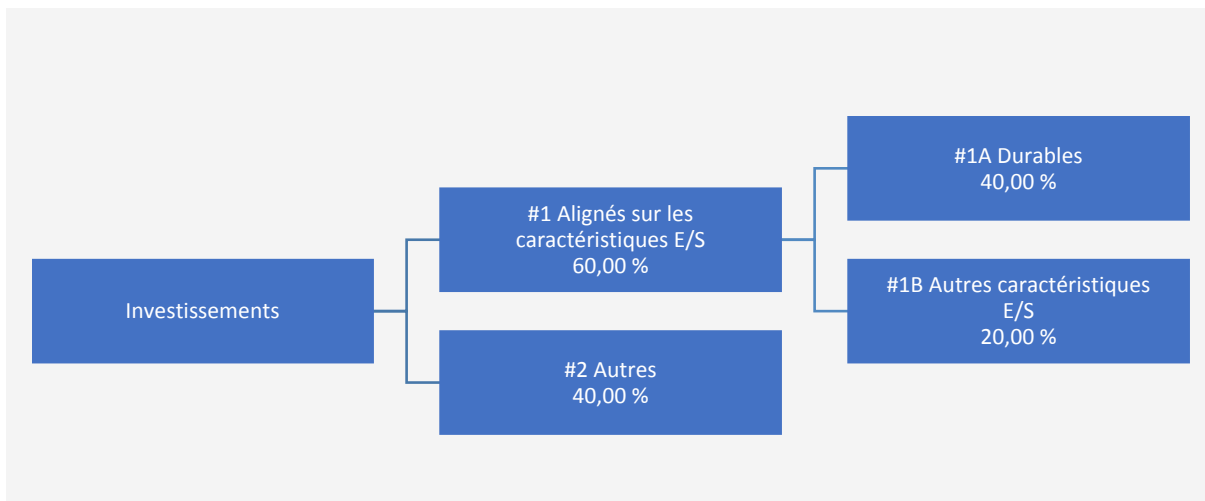 Investissements
#1 Alignés sur les
caractéristiques E/S
60,00 %
#2 Autres
40,00 %
#1A Durables
40,00 %
#1B Autres caractéristiques
E/S
20,00 %